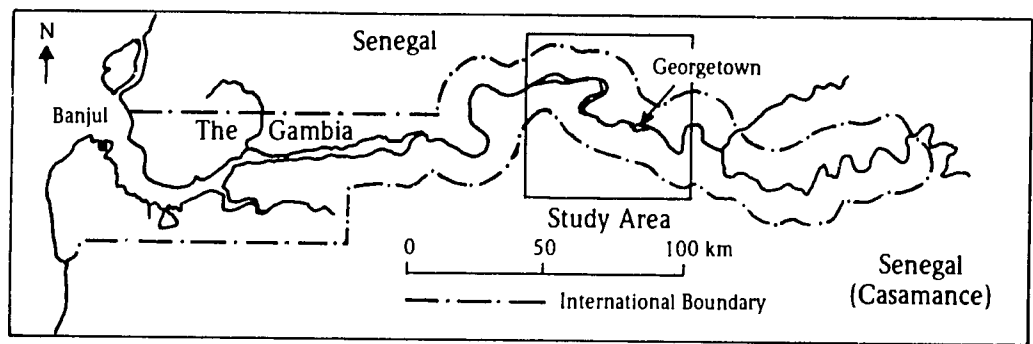 N
Senegal
Georgetown
Banjul
The Gambia
Study Area
0 50 100 km
Senegal
(Casamance)
International Boundary